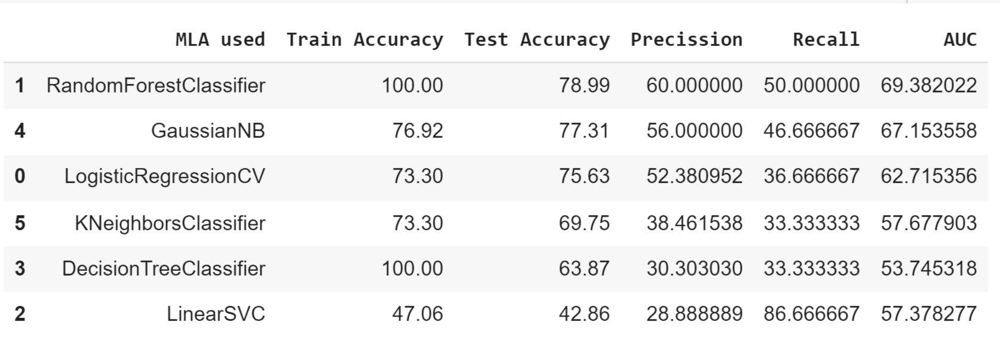 MLA used Train Accuracy Test Accuracy Precission Recall AUC
1 RandomForestClassifier 100.00 78.99 60.000000 50.000000 69.382022
4 GaussianNB 76.92 77.31 56.000000 46.666667 67.153558
0 LogisticRegressionCV 73.30 75.63 52.380952 36.666667 62.715356
5 KNeighborsClassifier 73.30 69.75 38.461538 33.333333 57.677903
3 DecisionTreeClassifier 100.00 63.87 30.303030 33.333333 53.745318
2 LinearSVC 47.06 42.86 28.888889 86.666667 57.378277